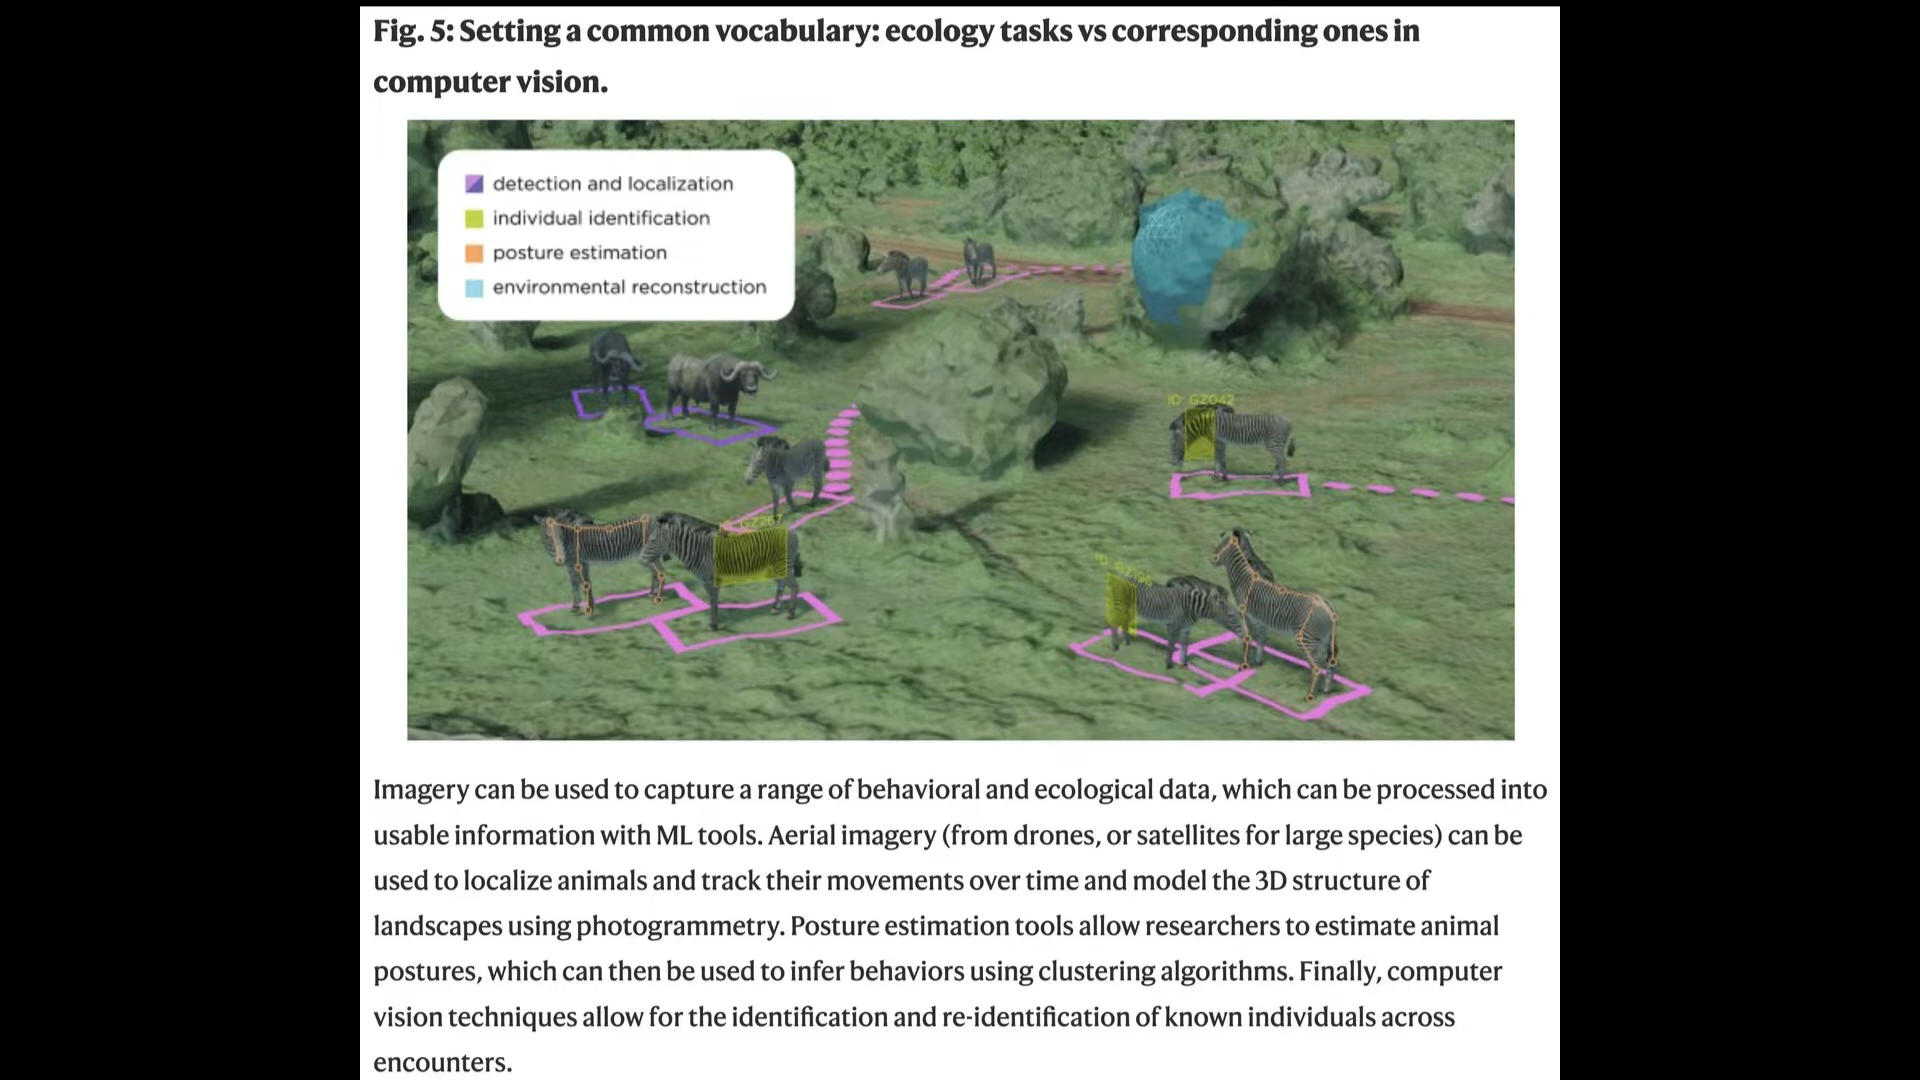 Fig. 5: Setting a common vocabulary: ecology tasks vs corresponding ones in
computer vision.
detection and localization
individual identification
posture estimation
environmental reconstruction
ID: GZ042
Imagery can be used to capture a range of behavioral and ecological data, which can be processed into
usable information with ML tools. Aerial imagery (from drones, or satellites for large species) can be
used to localize animals and track their movements over time and model the 3D structure of
landscapes using photogrammetry. Posture estimation tools allow researchers to estimate animal
postures, which can then be used to infer behaviors using clustering algorithms. Finally, computer
vision techniques allow for the identification and re-identification of known individuals across
encounters.